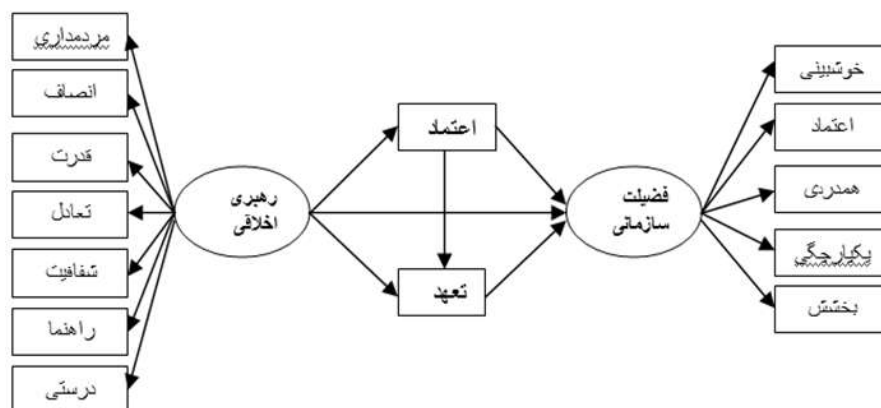 مردمداری
انصاف
قدرت
تعادل
شفافیت
راهنما
درستی
رهبری
اخلاقی
اعتماد
تعهد
فضیلت
سازمانی
خوشبینی
اعتماد
همدردی
یکپارچگی
بخشش